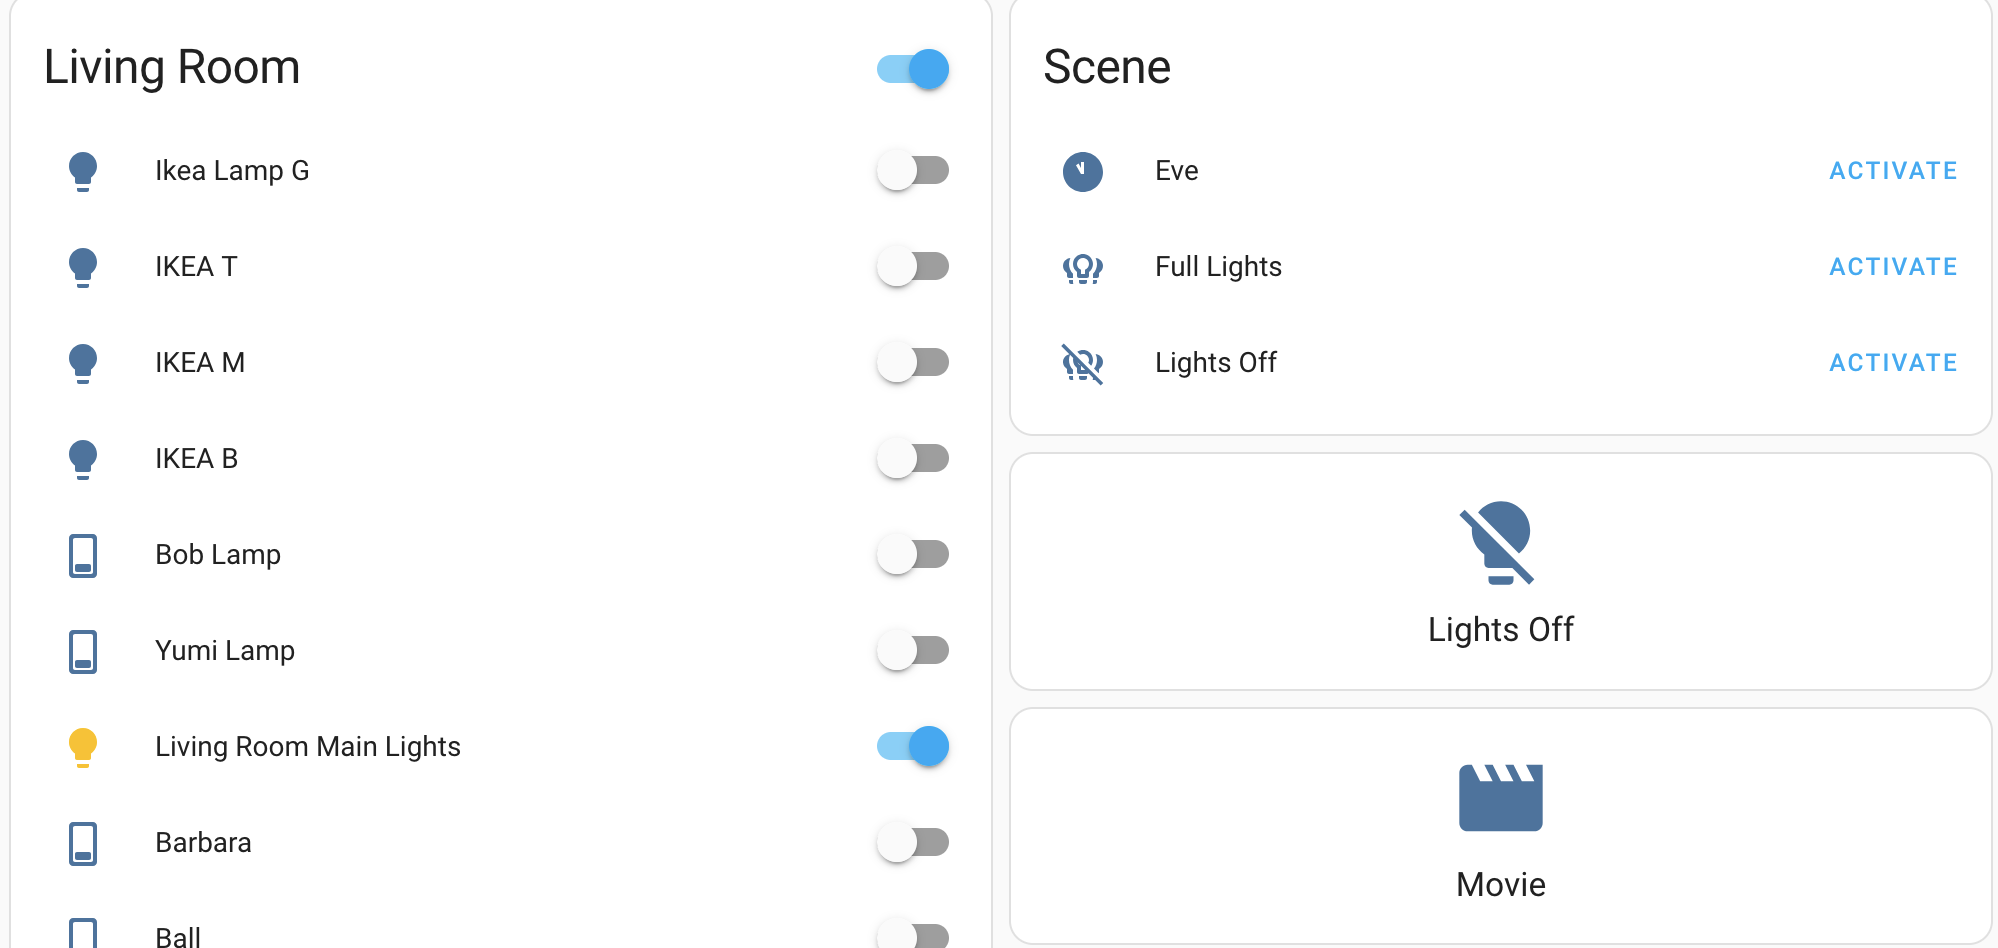 Living Room
Ikea Lamp G
IKEA T
IKEA M
IKEA B
Bob Lamp
Yumi Lamp
Living Room Main Lights
Barbara
Ball
Scene
Eve ACTIVATE
Full Lights ACTIVATE
Lights Off ACTIVATE
Lights Off
Movie